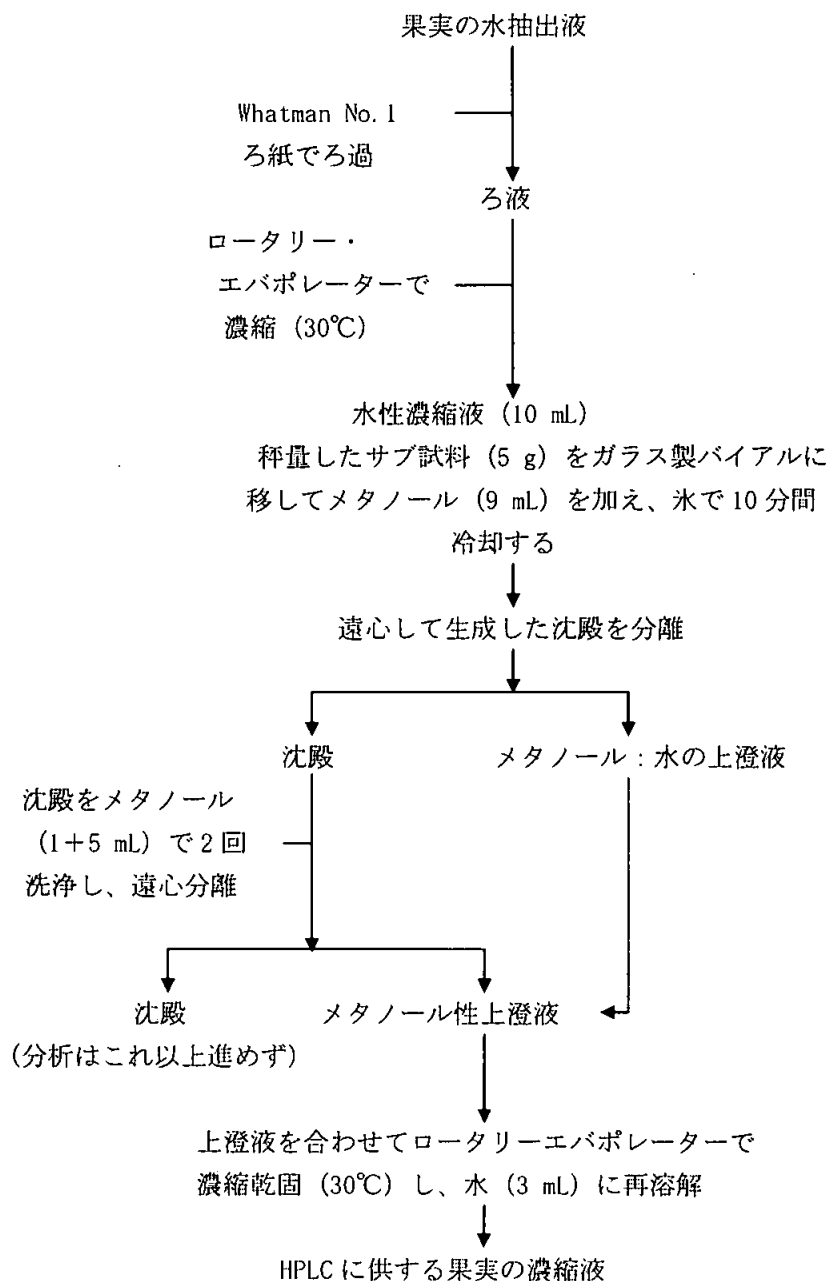 果実の水抽出液
Whatman No.1
ろ紙でろ過
ろ液
ロータリー・
エバポレーターで
濃縮 (30℃)
水性濃縮液 (10 mL)
秤量したサブ試料 (5 g) をガラス製バイアルに
移してメタノール (9 mL) を加え、氷で 10 分間
冷却する
遠心して生成した沈殿を分離
沈殿
メタノール：水の上澄液
沈殿をメタノール
(1＋5 mL) で 2 回
洗浄し、遠心分離
沈殿
メタノール性上澄液
(分析はこれ以上進めず)
上澄液を合わせてロータリーエバポレーターで
濃縮乾固 (30℃) し、水 (3 mL) に再溶解
HPLC に供する果実の濃縮液